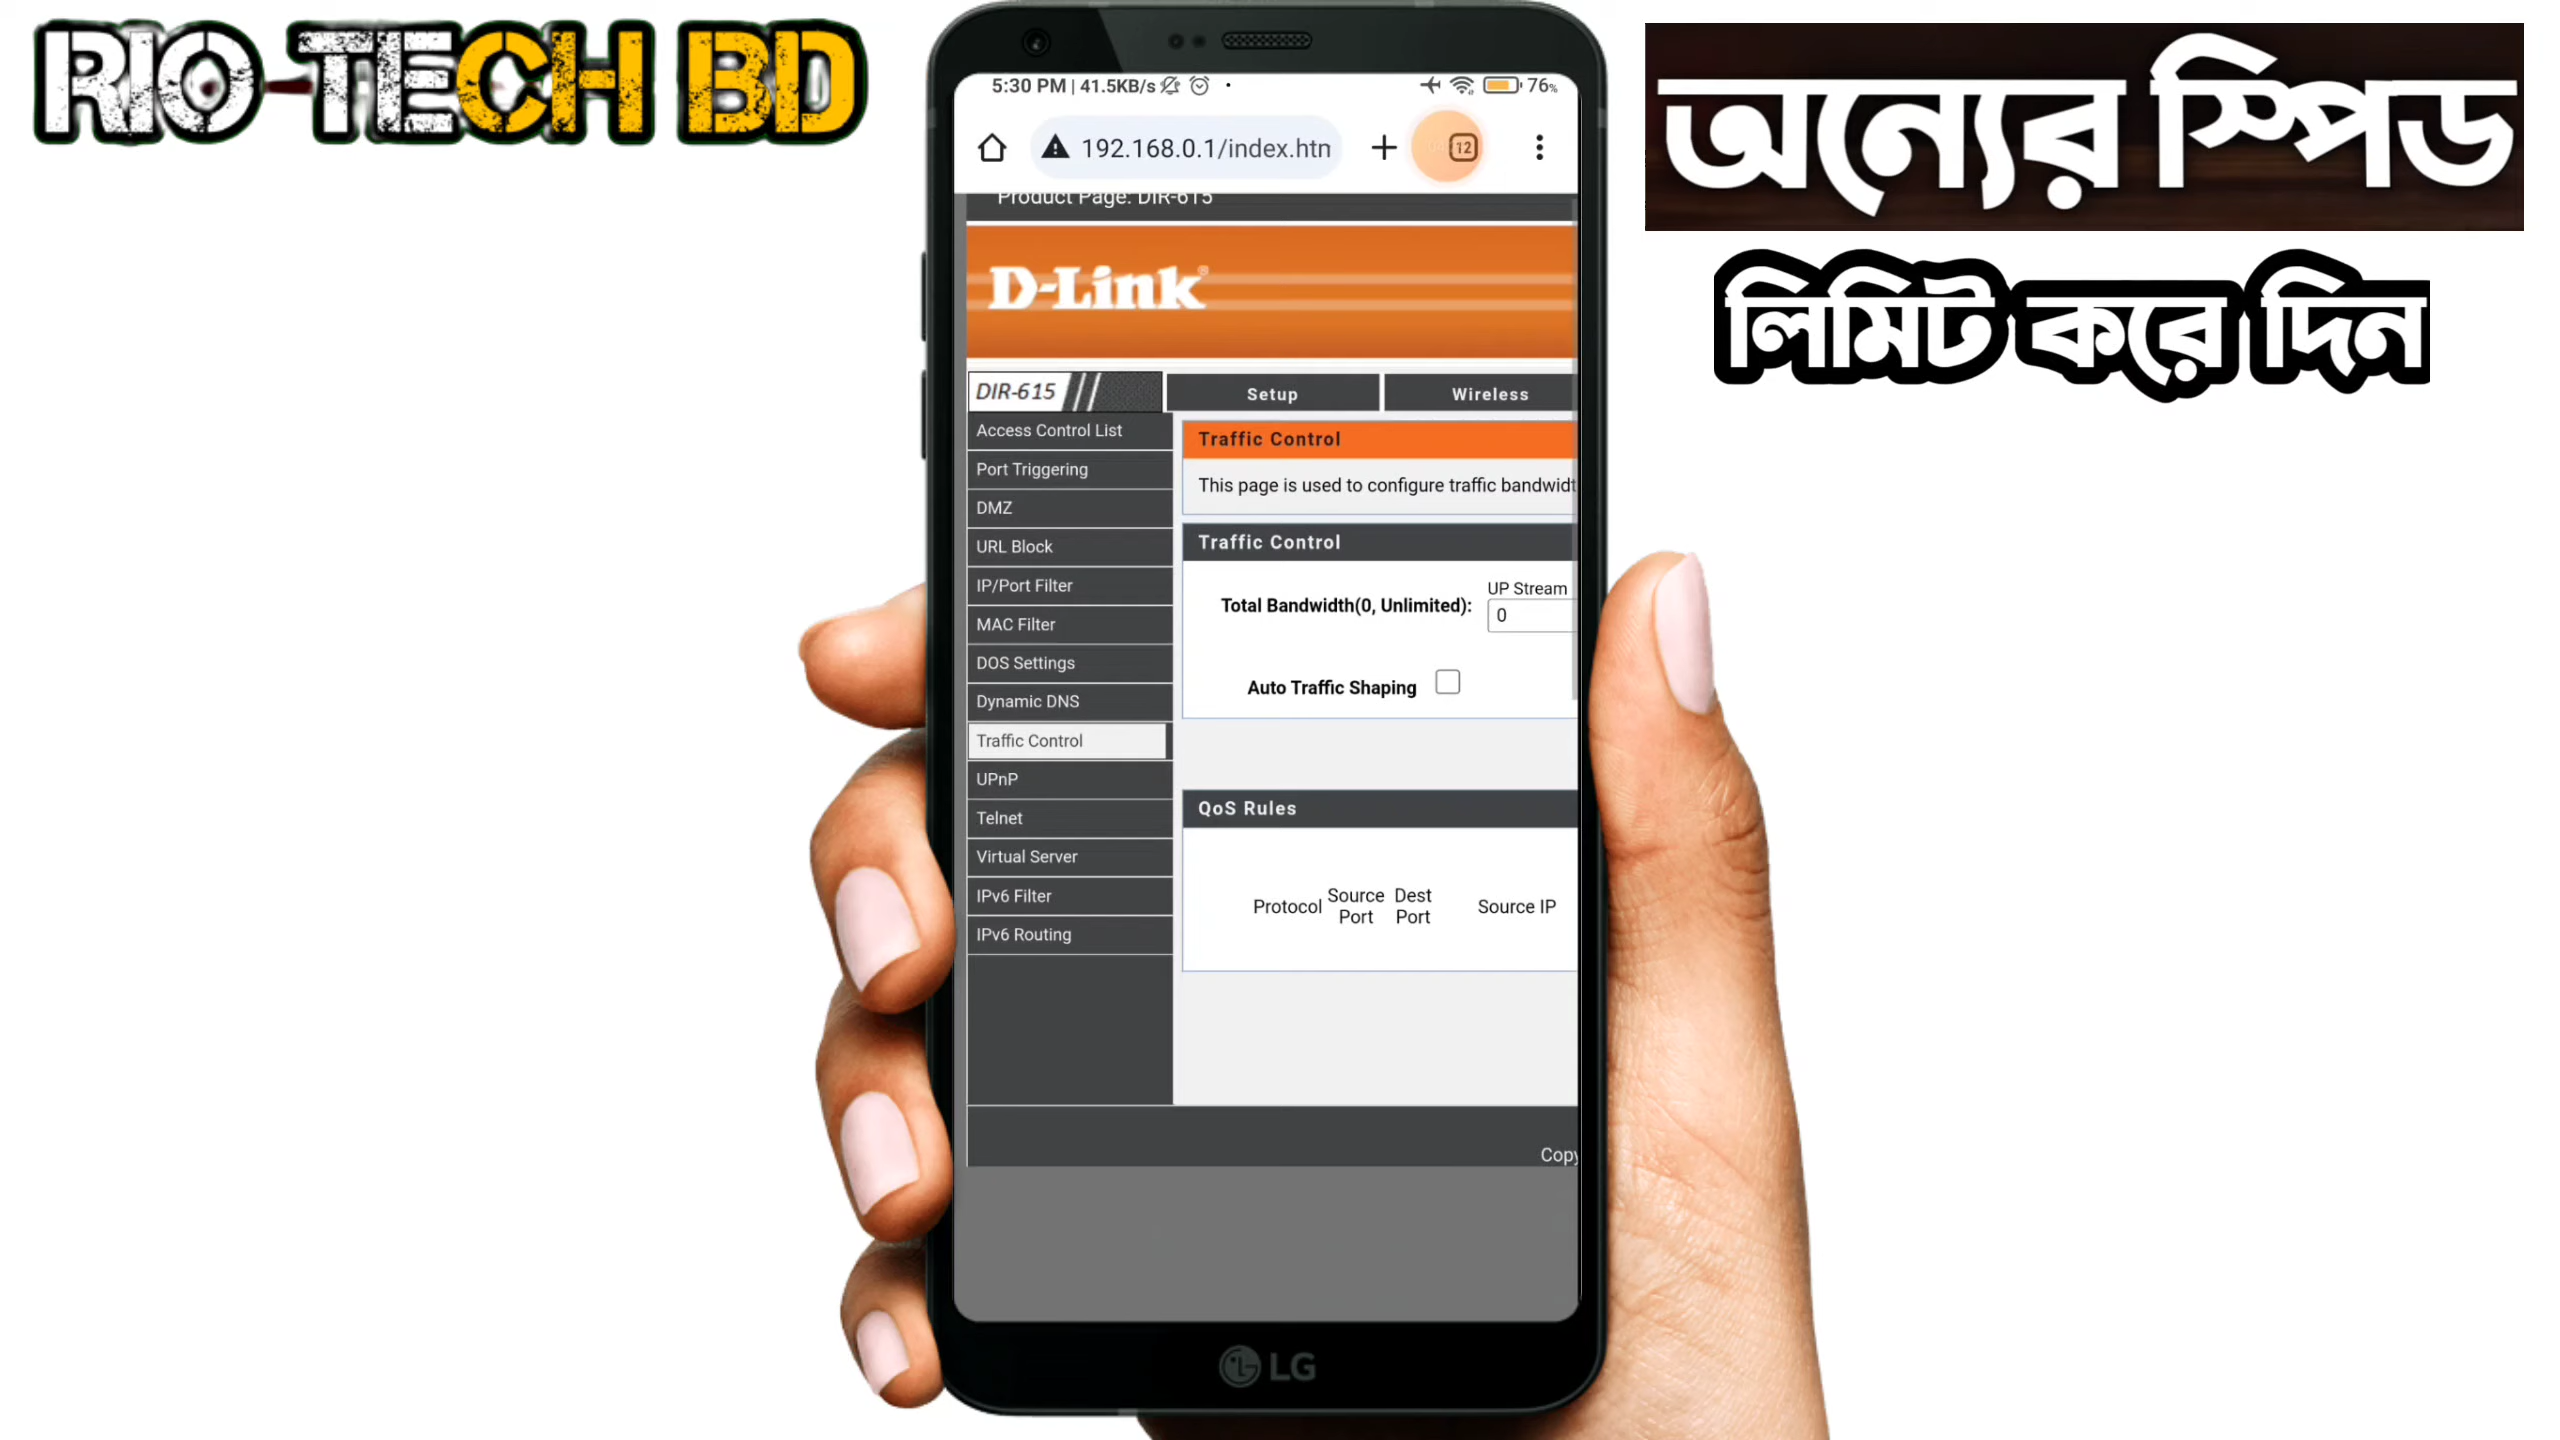 RIO-TECH BD
অন্যের স্পিড
লিমিট করে দিন
5:30 PM | 41.5KB/s
76%
192.168.0.1/index.htn
12
Product Page: DIR-615
D-Link
DIR-615
Setup
Wireless
Access Control List
Port Triggering
DMZ
URL Block
IP/Port Filter
MAC Filter
DOS Settings
Dynamic DNS
Traffic Control
UPnP
Telnet
Virtual Server
IPv6 Filter
IPv6 Routing
Traffic Control
This page is used to configure traffic bandwidt
Traffic Control
UP Stream
Total Bandwidth(0, Unlimited):
0
Auto Traffic Shaping
QoS Rules
Protocol Source Port Dest Port Source IP
Copy
LG